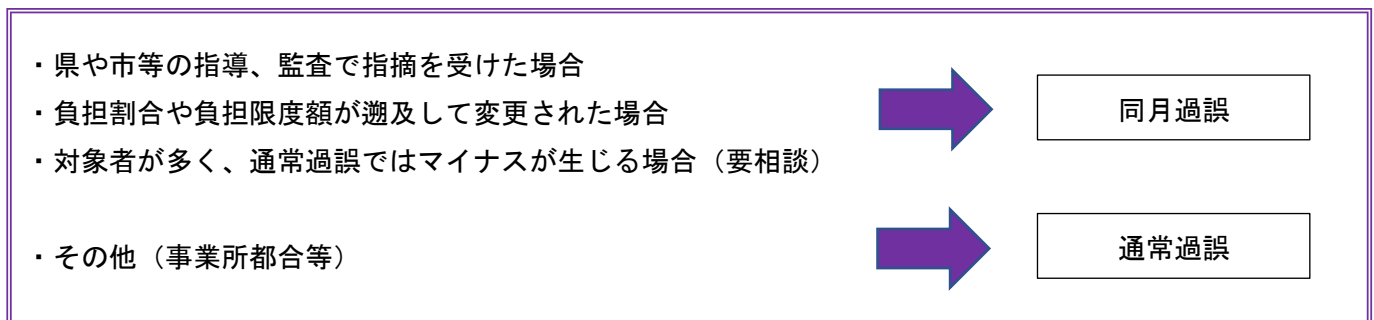 ・県や市等の指導、監査で指摘を受けた場合
・負担割合や負担限度額が遡及して変更された場合
・対象者が多く、通常過誤ではマイナスが生じる場合（要相談）
同月過誤
・その他（事業所都合等）
通常過誤